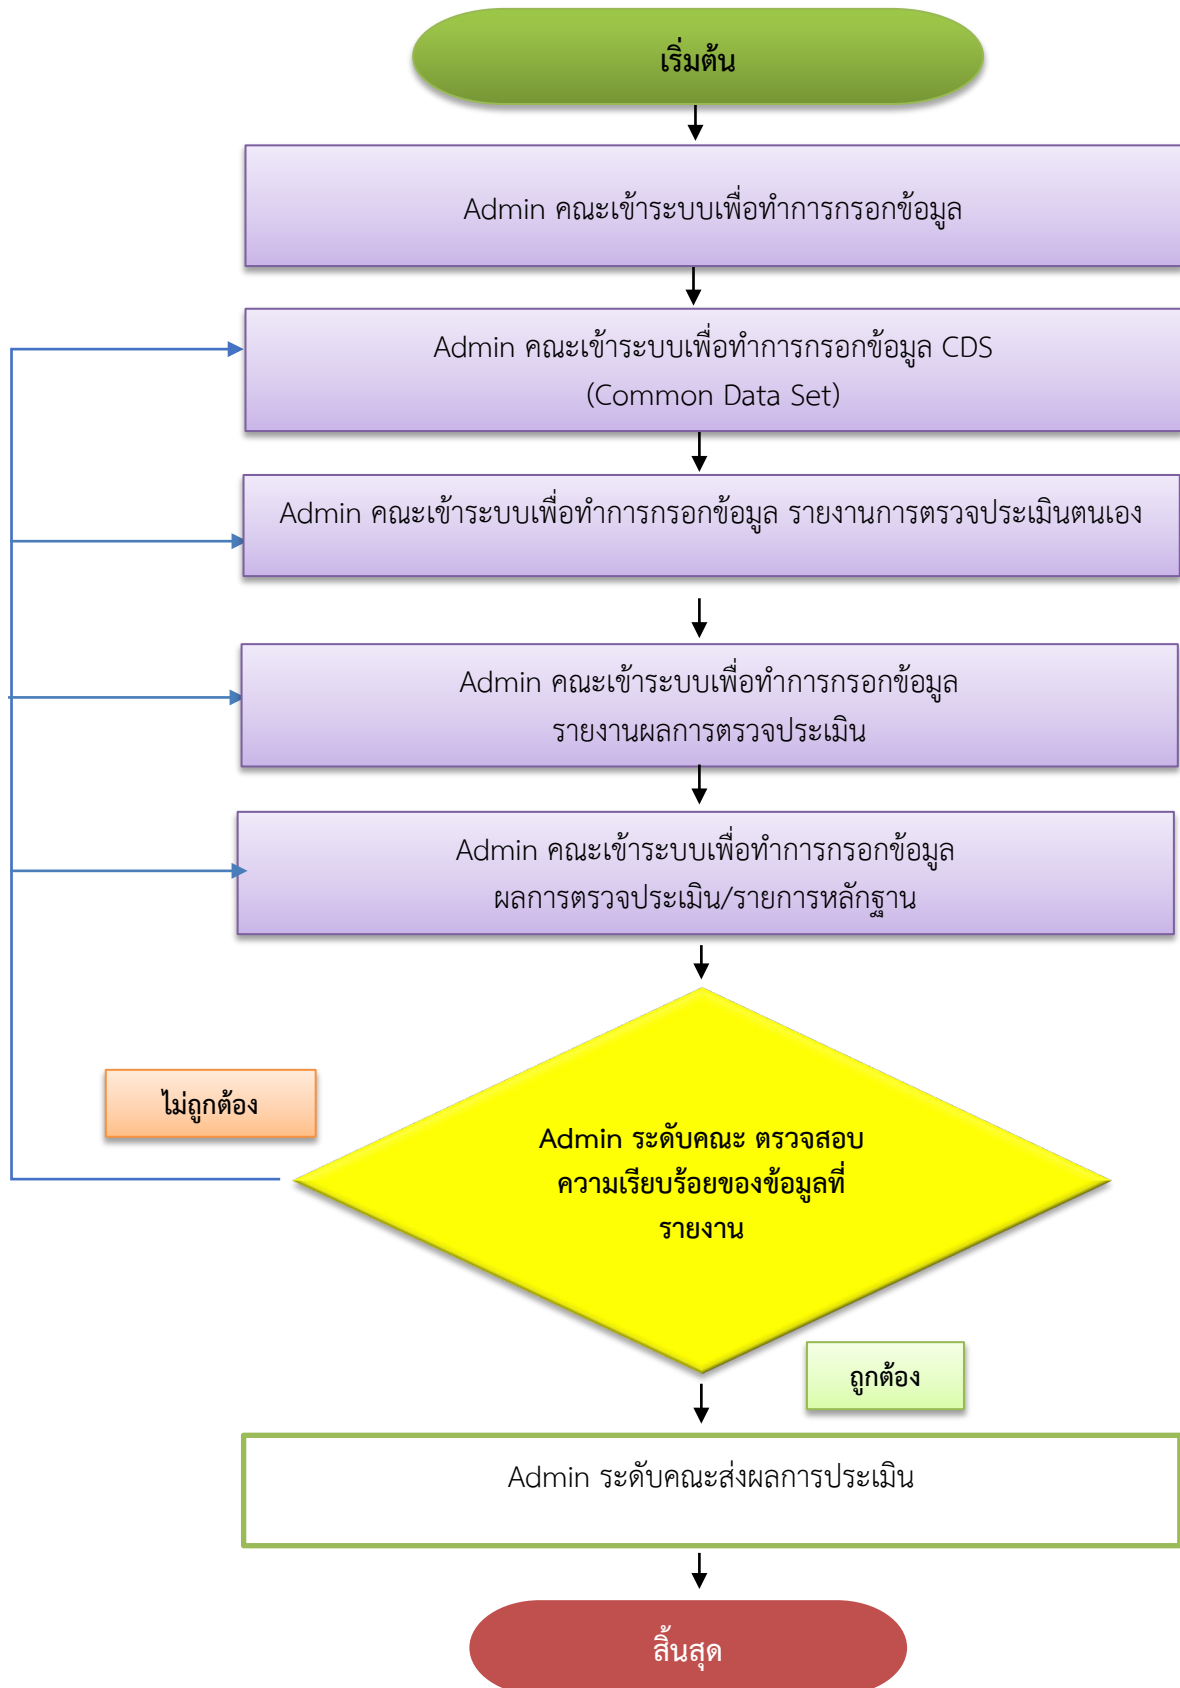 เริ่มต้น
Admin คณะเข้าระบบเพื่อทำการกรอกข้อมูล
Admin คณะเข้าระบบเพื่อทำการกรอกข้อมูล CDS
(Common Data Set)
Admin คณะเข้าระบบเพื่อทำการกรอกข้อมูล รายงานการตรวจประเมินตนเอง
Admin คณะเข้าระบบเพื่อทำการกรอกข้อมูล
รายงานผลการตรวจประเมิน
Admin คณะเข้าระบบเพื่อทำการกรอกข้อมูล
ผลการตรวจประเมิน/รายการหลักฐาน
ไม่ถูกต้อง
Admin ระดับคณะ ตรวจสอบ
ความเรียบร้อยของข้อมูลที่
รายงาน
ถูกต้อง
Admin ระดับคณะส่งผลการประเมิน
สิ้นสุด